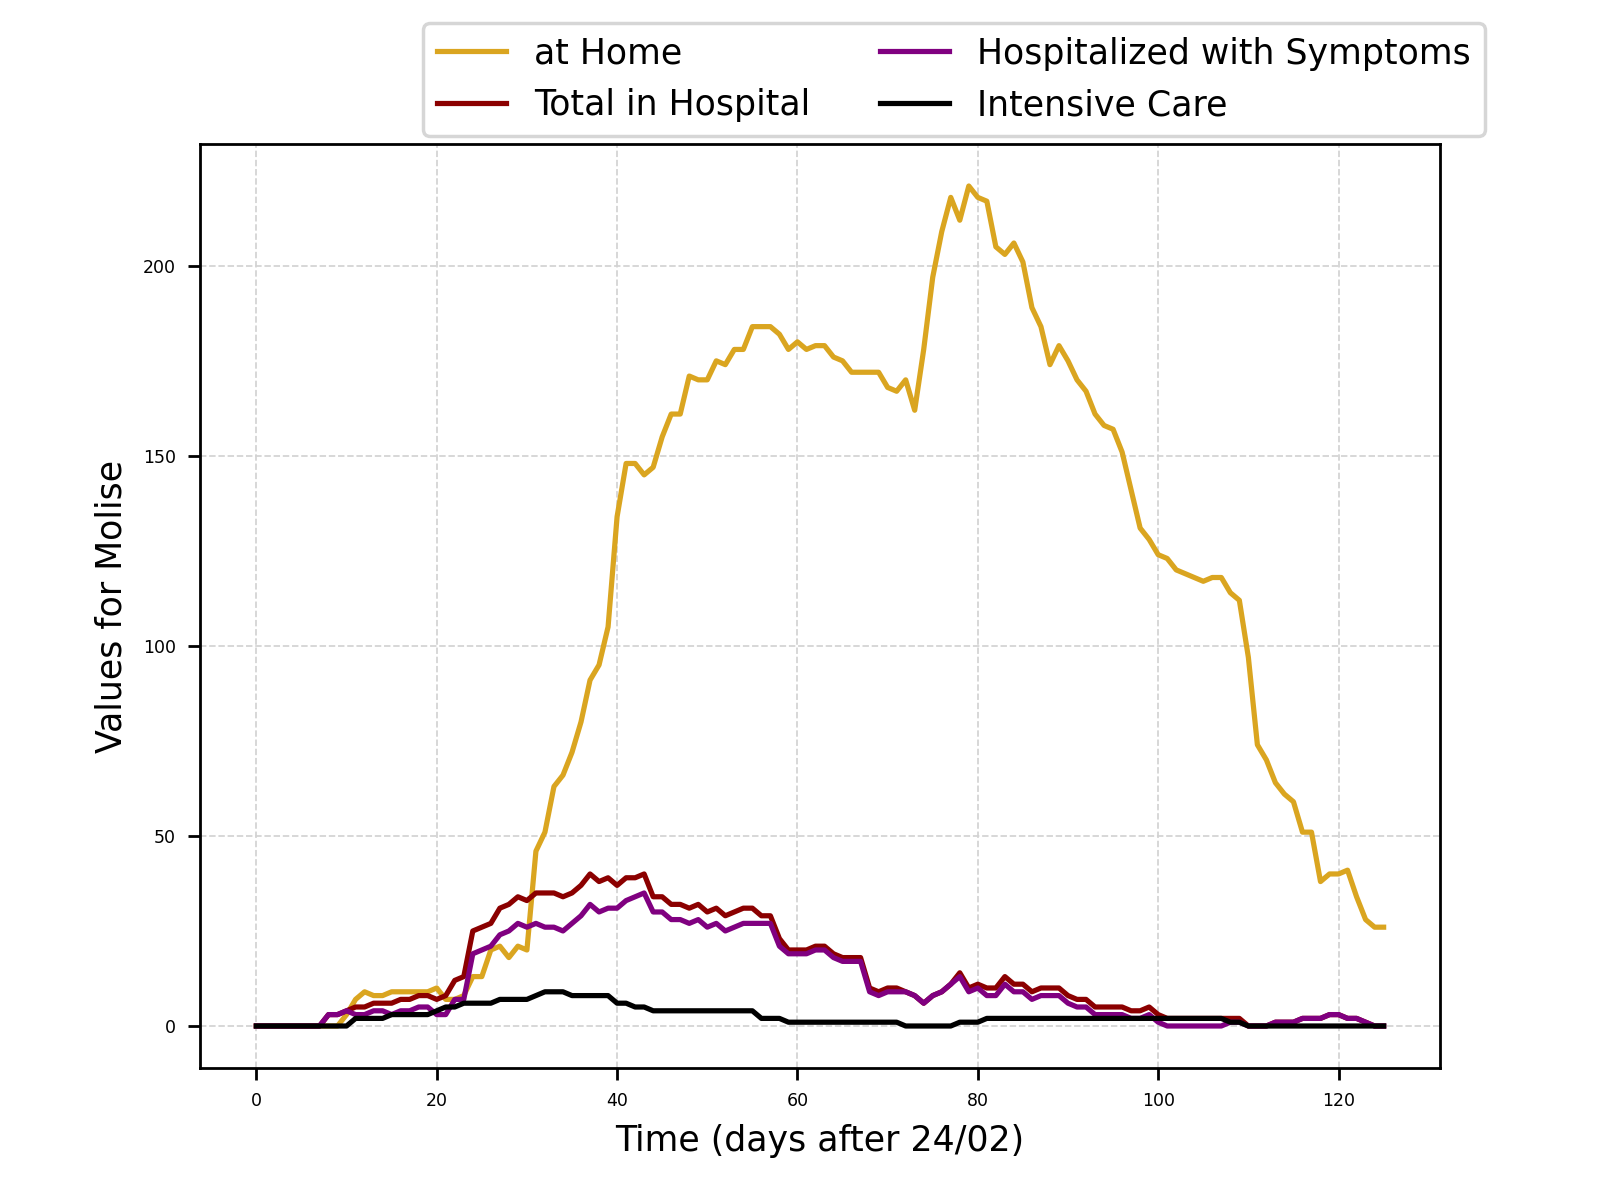 at Home
Total in Hospital
Hospitalized with Symptoms
Intensive Care
Values for Molise
200
150
100
50
0
0 20 40 60 80 100 120
Time (days after 24/02)